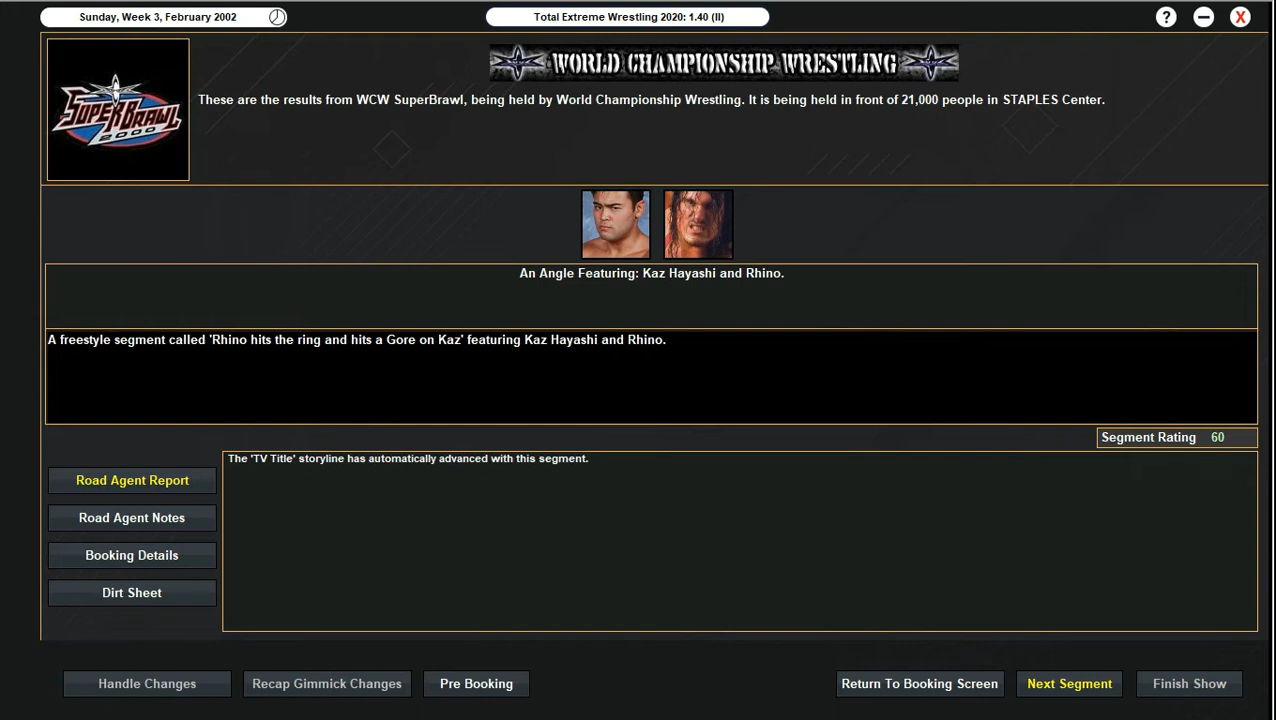 Sunday, Week 3, February 2002
Total Extreme Wrestling 2020: 1.40 (II)
?
X
SUPERBRAWL
2000
WORLD CHAMPIONSHIP WRESTLING
These are the results from WCW SuperBrawl, being held by World Championship Wrestling. It is being held in front of 21,000 people in STAPLES Center.
An Angle Featuring: Kaz Hayashi and Rhino.
A freestyle segment called 'Rhino hits the ring and hits a Gore on Kaz' featuring Kaz Hayashi and Rhino.
Segment Rating 60
The 'TV Title' storyline has automatically advanced with this segment.
Road Agent Report
Road Agent Notes
Booking Details
Dirt Sheet
Handle Changes
Recap Gimmick Changes
Pre Booking
Return To Booking Screen
Next Segment
Finish Show